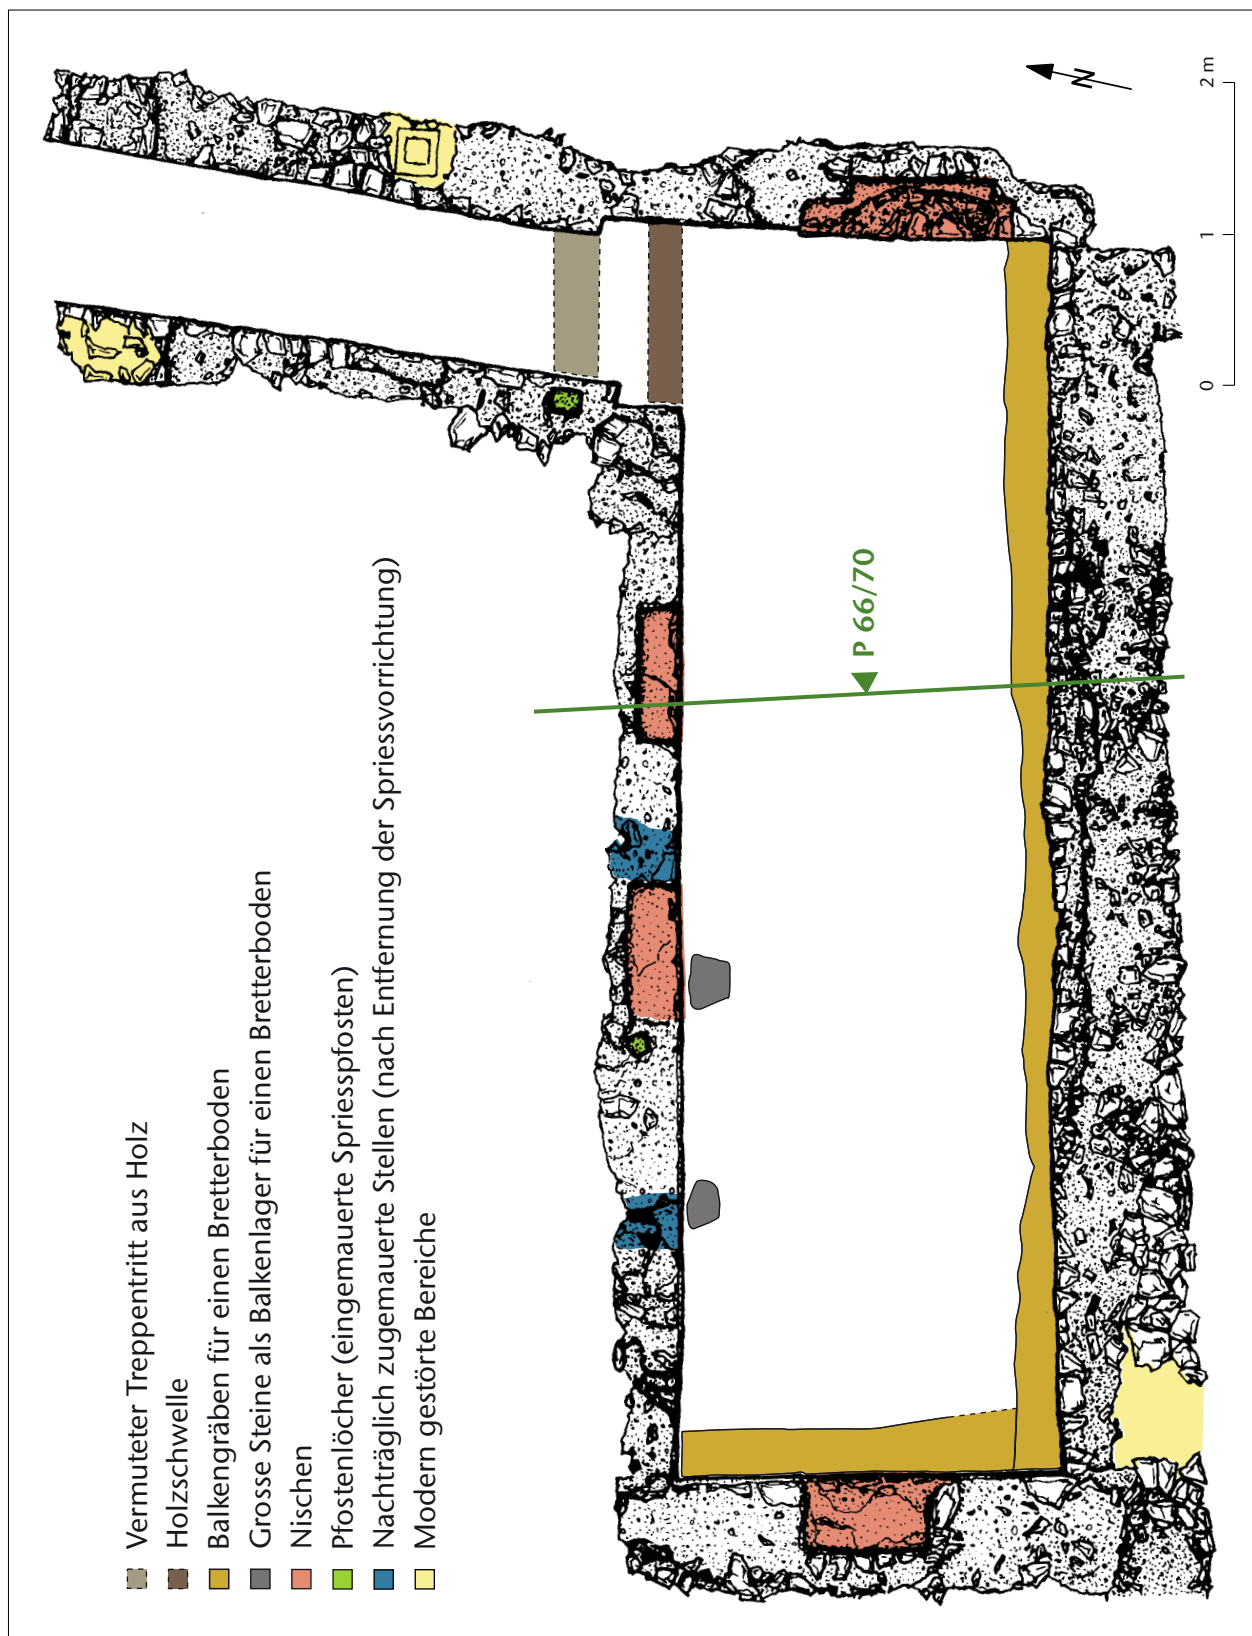 Vermuteter Treppentritt aus Holz
Holzschwelle
Balkengräben für einen Bretterboden
Grosse Steine als Balkenlager für einen Bretterboden
Nischen
Pfostenlöcher (eingemauerte Spriesspfosten)
Nachträglich zugemauerte Stellen (nach Entfernung der Spriessvorrichtung)
Modern gestörte Bereiche
P 66/70
N
0 1 2 m